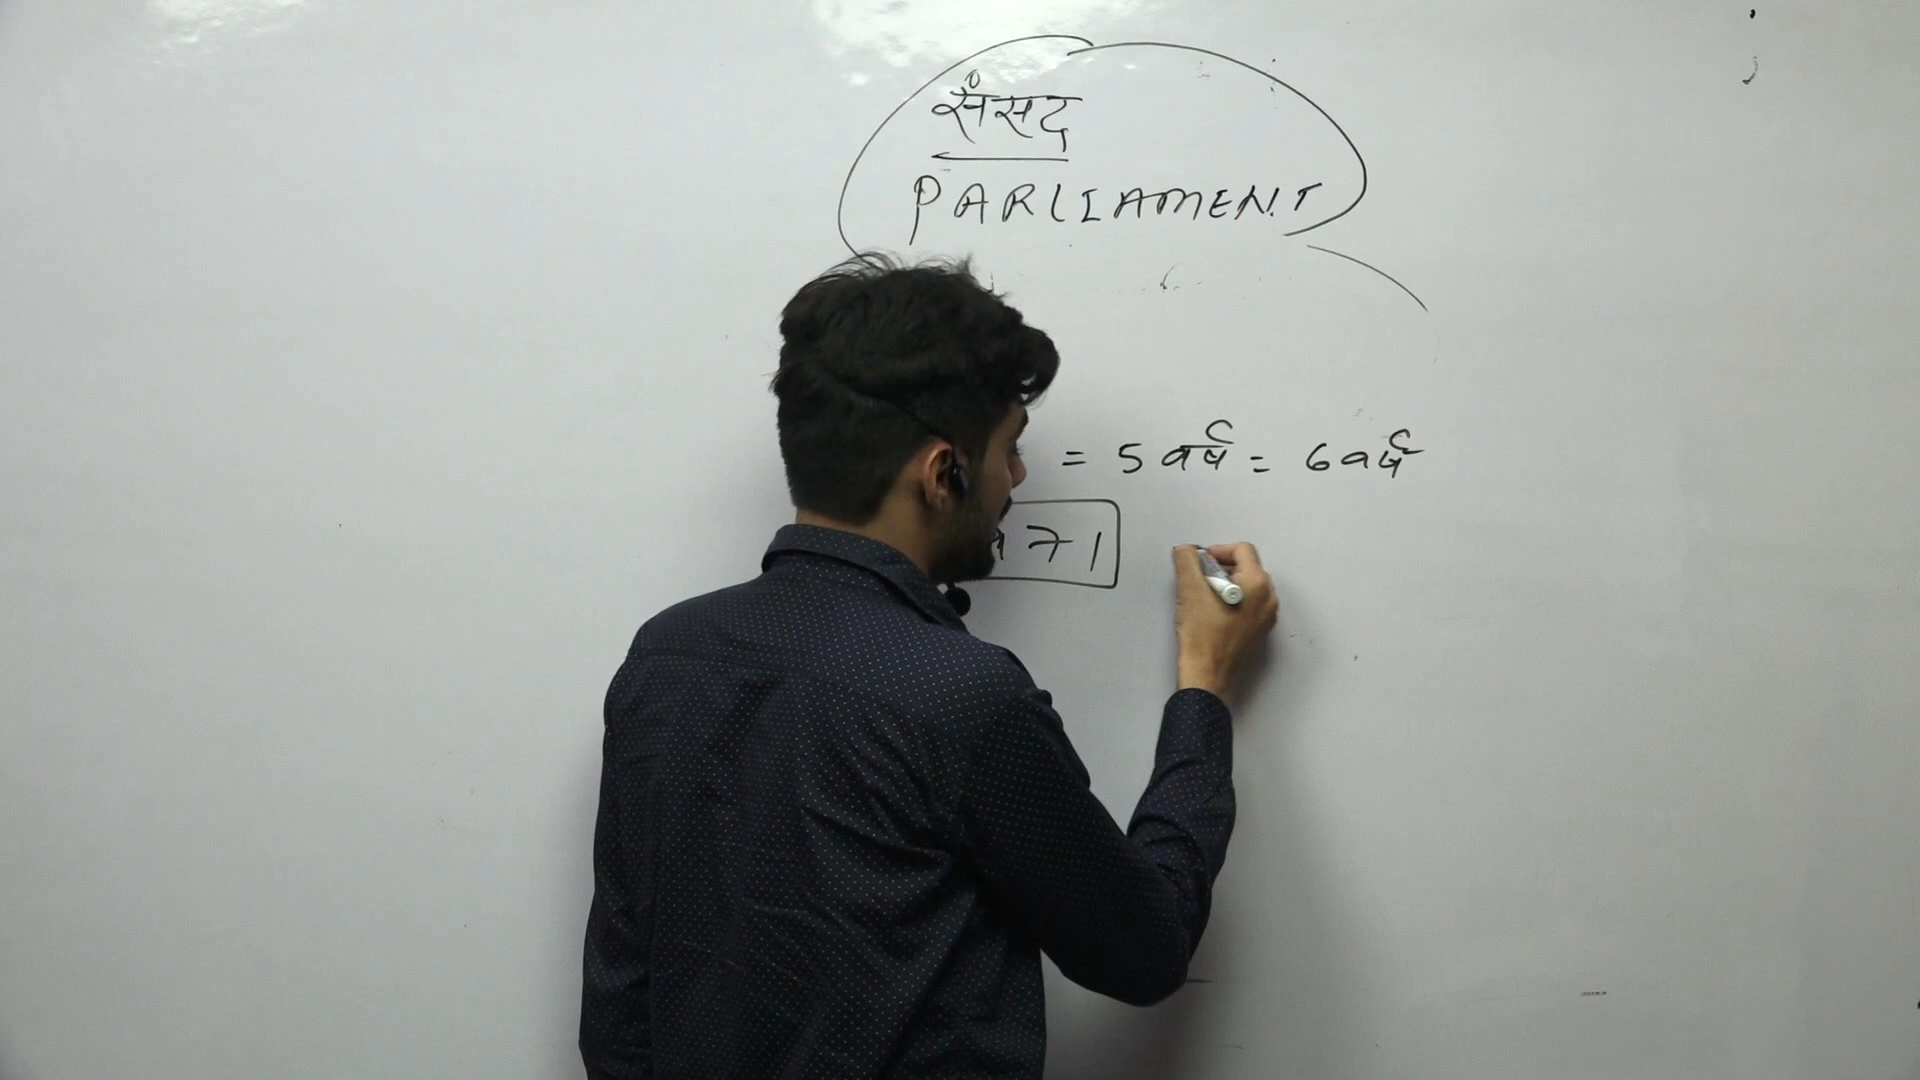 संसद
PARLIAMENT
= 5 वर्ष = 6 वर्ष
71